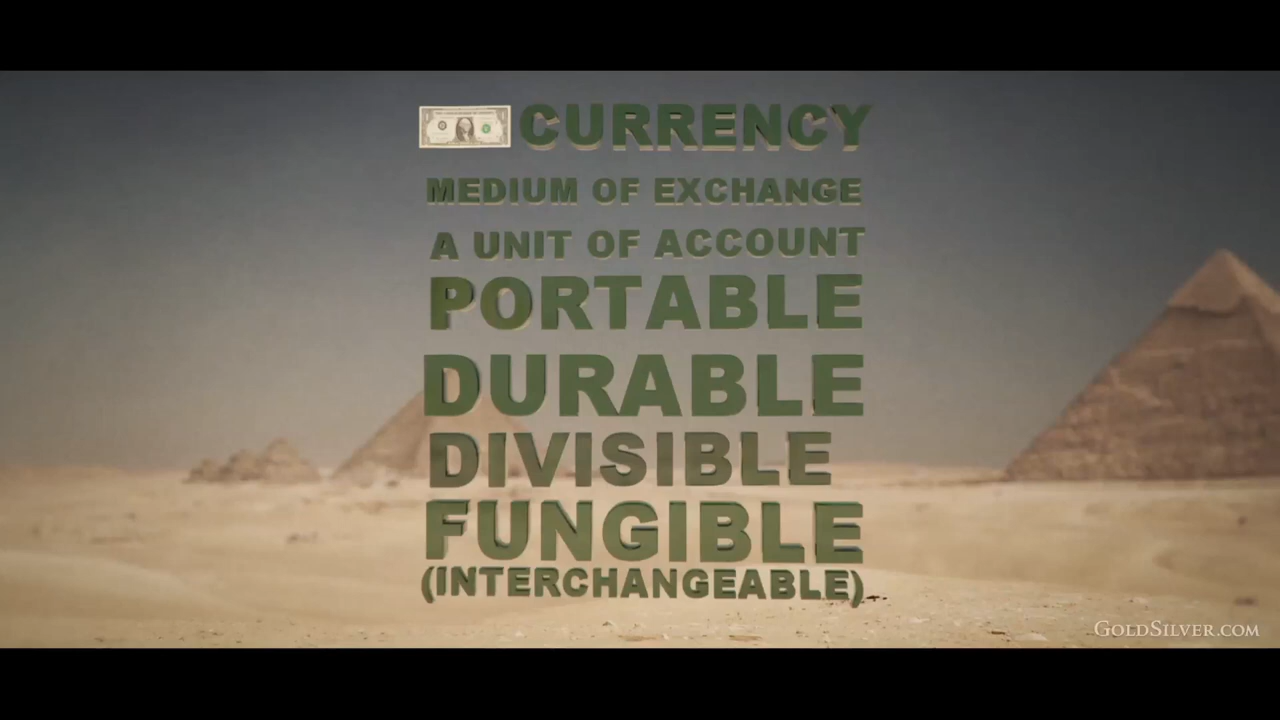 CURRENCY
MEDIUM OF EXCHANGE
A UNIT OF ACCOUNT
PORTABLE
DURABLE
DIVISIBLE
FUNGIBLE
(INTERCHANGEABLE)
GOLDSILVER.COM